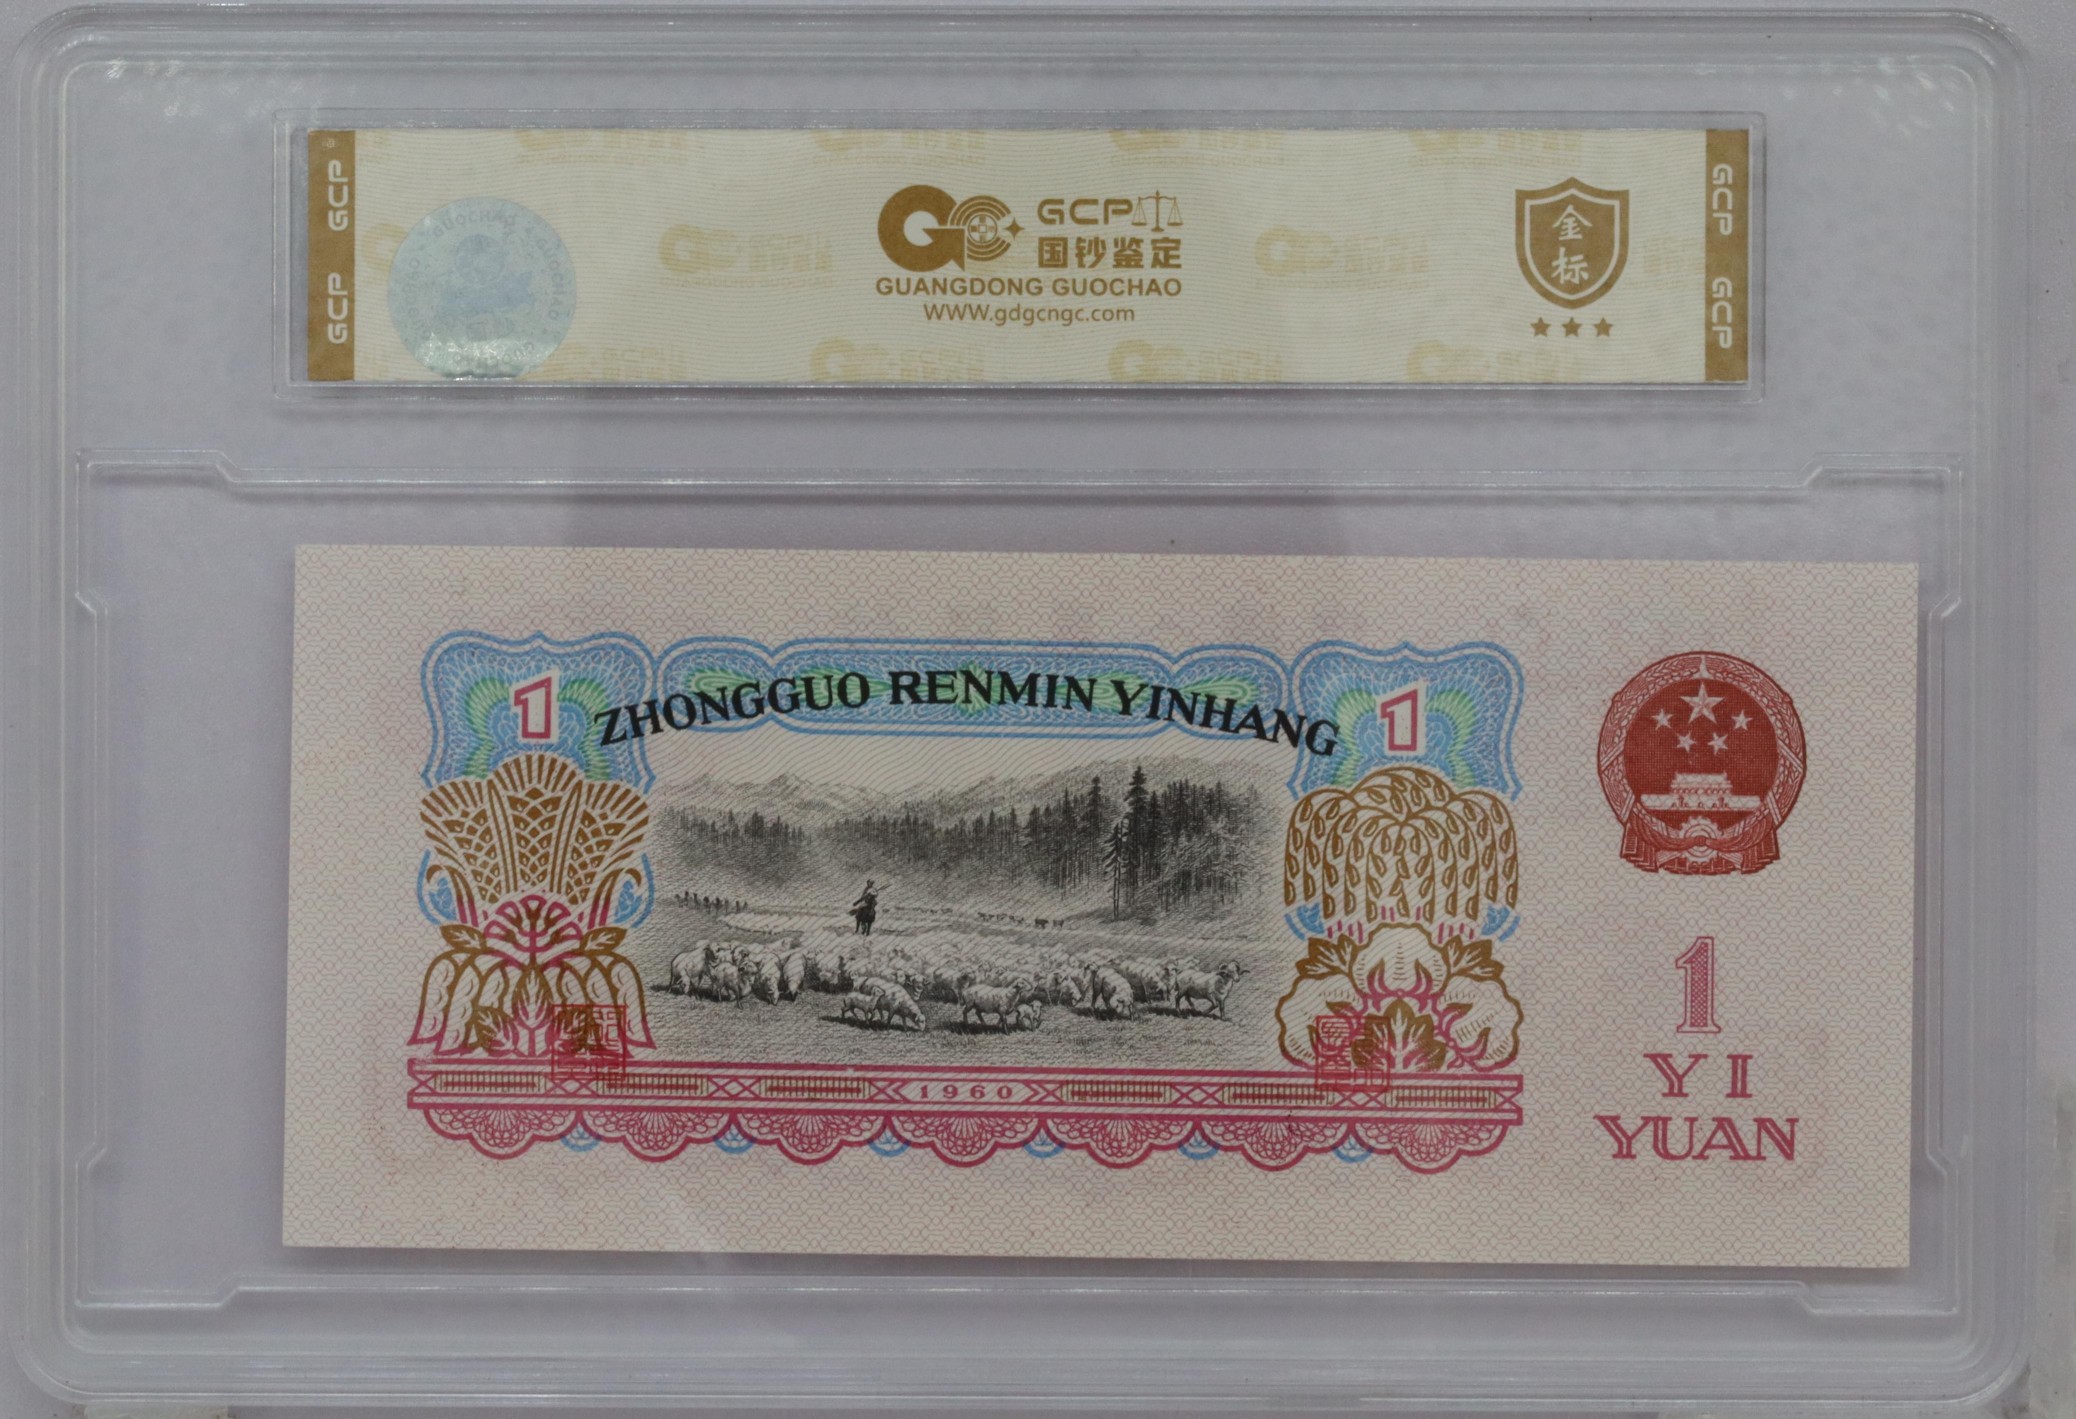 GCP
GCP
GCP
国钞鉴定
GUANGDONG GUOCHAO
WWW.gdgcngc.com
金标
GCP
GCP
1
ZHONGGUO RENMIN YINHANG
1
1960
1
YI
YUAN